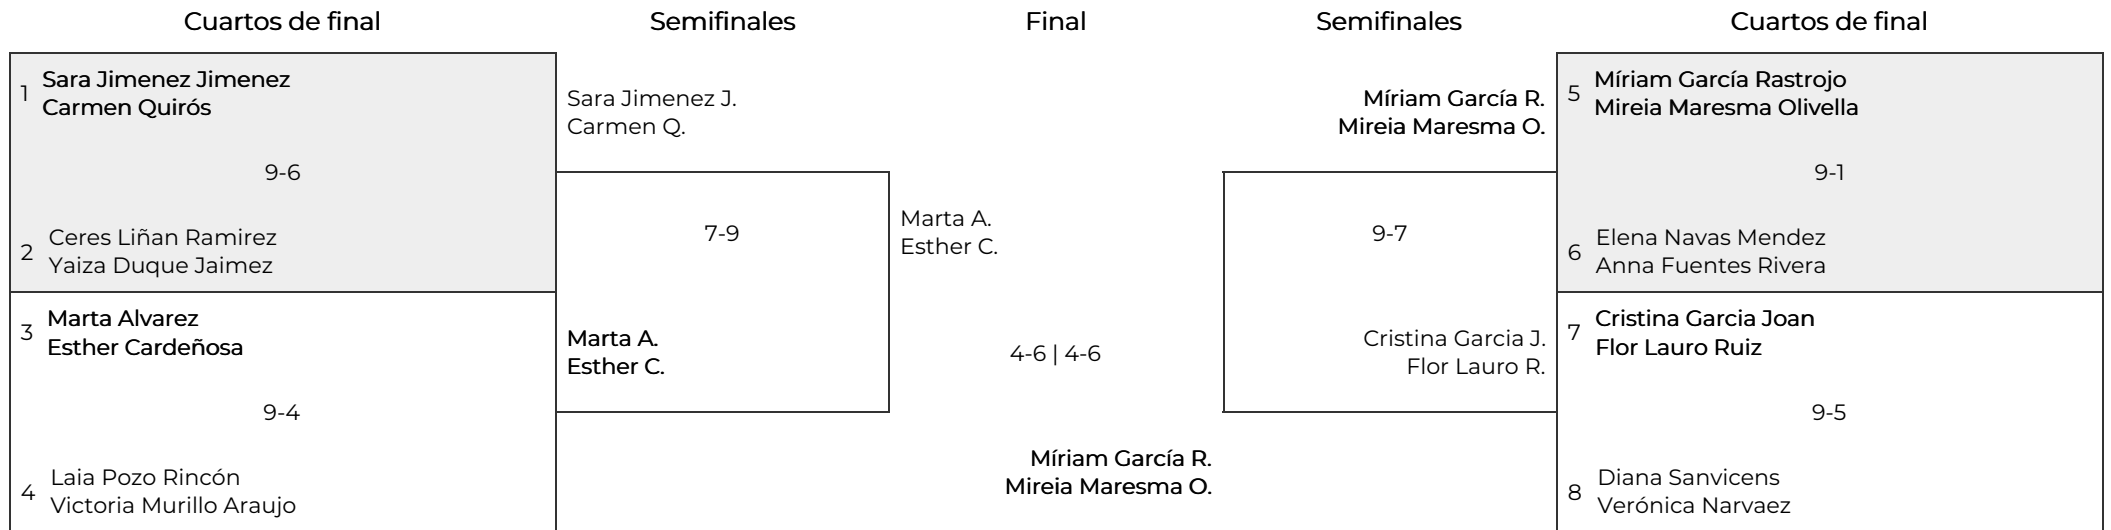 Cuartos de final
Semifinales
Final
Semifinales
Cuartos de final
1
Sara Jimenez Jimenez
Carmen Quirós
9-6
2
Ceres Liñan Ramirez
Yaiza Duque Jaimez
3
Marta Alvarez
Esther Cardeñosa
9-4
4
Laia Pozo Rincón
Victoria Murillo Araujo
Sara Jimenez J.
Carmen Q.
7-9
Marta A.
Esther C.
Marta A.
Esther C.
4-6 | 4-6
Míriam García R.
Mireia Maresma O.
Míriam García R.
Mireia Maresma O.
9-7
Cristina Garcia J.
Flor Lauro R.
5
Míriam García Rastrojo
Mireia Maresma Olivella
9-1
6
Elena Navas Mendez
Anna Fuentes Rivera
7
Cristina Garcia Joan
Flor Lauro Ruiz
9-5
8
Diana Sanvicens
Verónica Narvaez